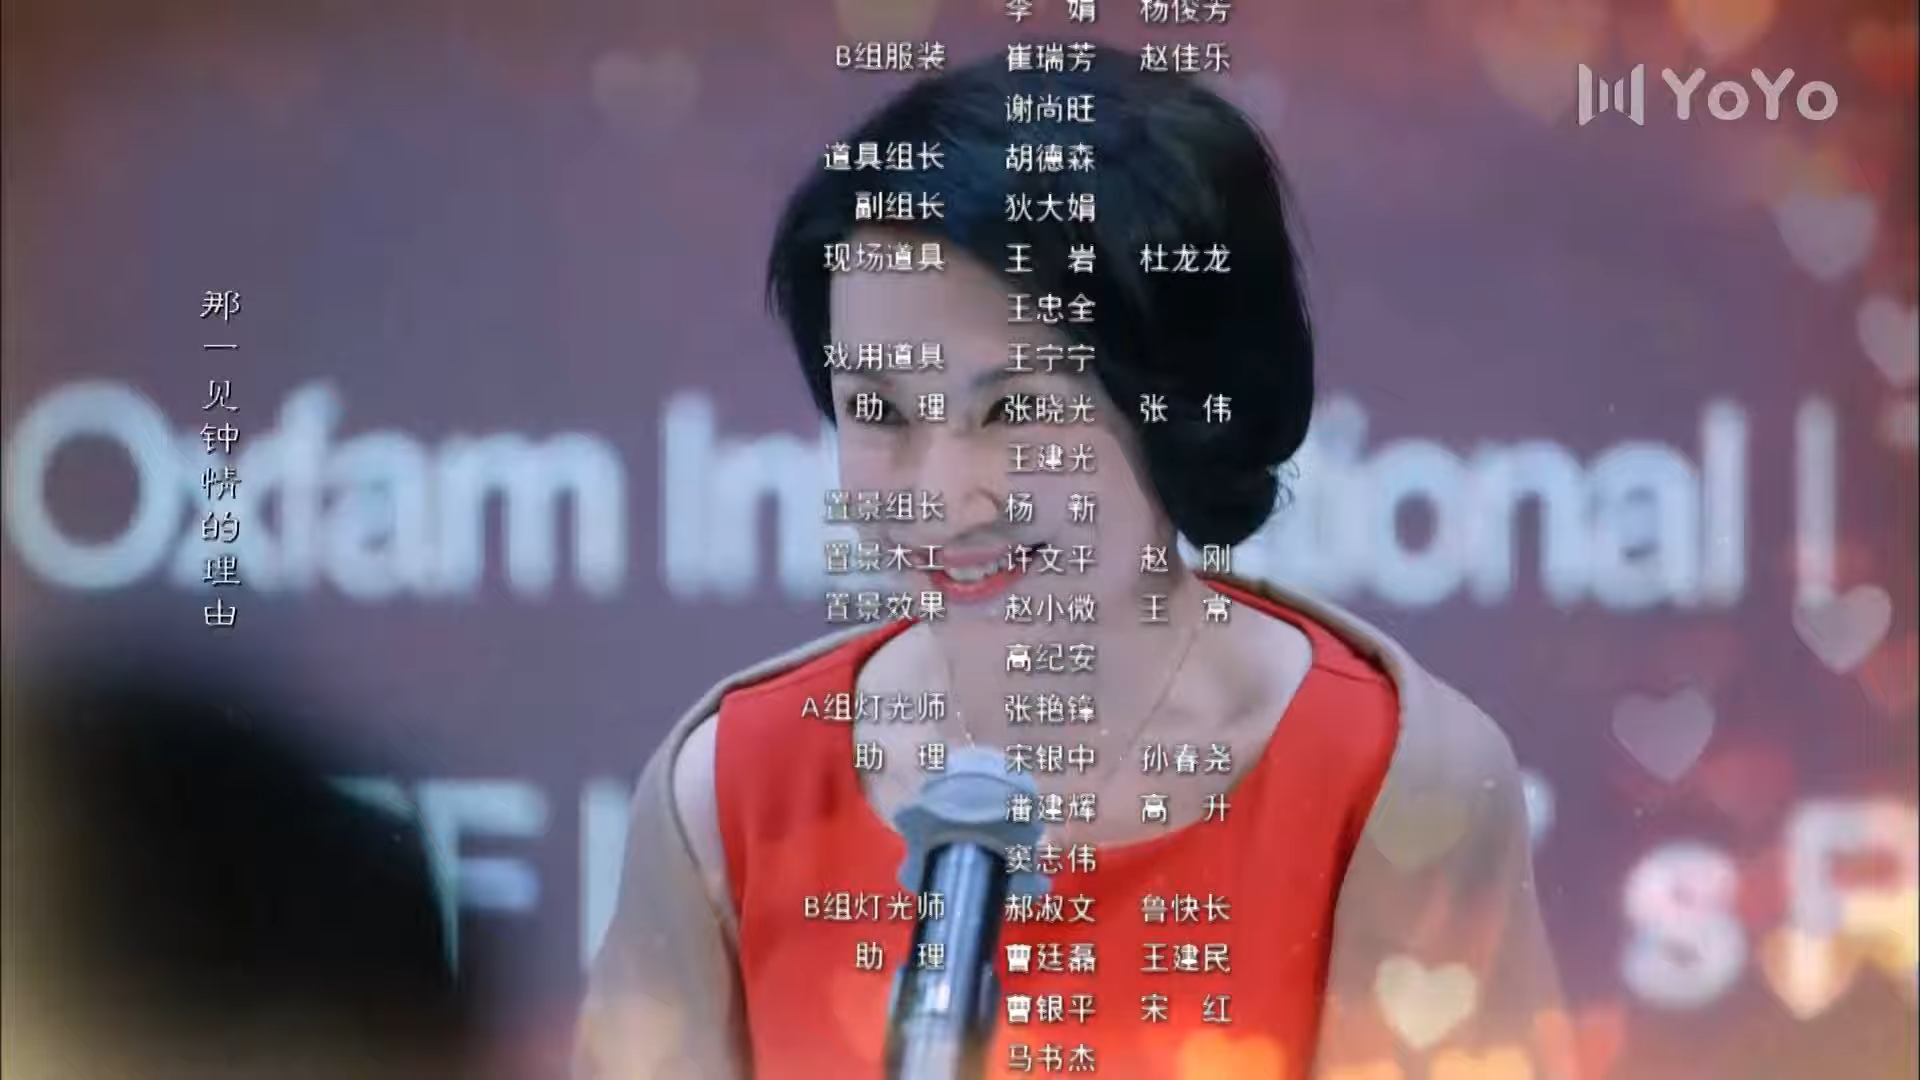 李 娟 杨俊芳
B组服装 崔瑞芳 赵佳乐
谢尚旺
道具组长 胡德森
副组长 狄大娟
现场道具 王 岩 杜龙龙
王忠全
戏用道具 王宁宁
助 理 张晓光 张 伟
王建光
置景组长 杨 新
置景木工 许文平 赵 刚
置景效果 赵小微 王 常
高纪安
A组灯光师 张艳锋
助 理 宋银中 孙春尧
潘建辉 高 升
窦志伟
B组灯光师 郝淑文 鲁快长
助 理 曹廷磊 王建民
曹银平 宋 红
马书杰
那一见钟情的理由
YoYo
Oxfam